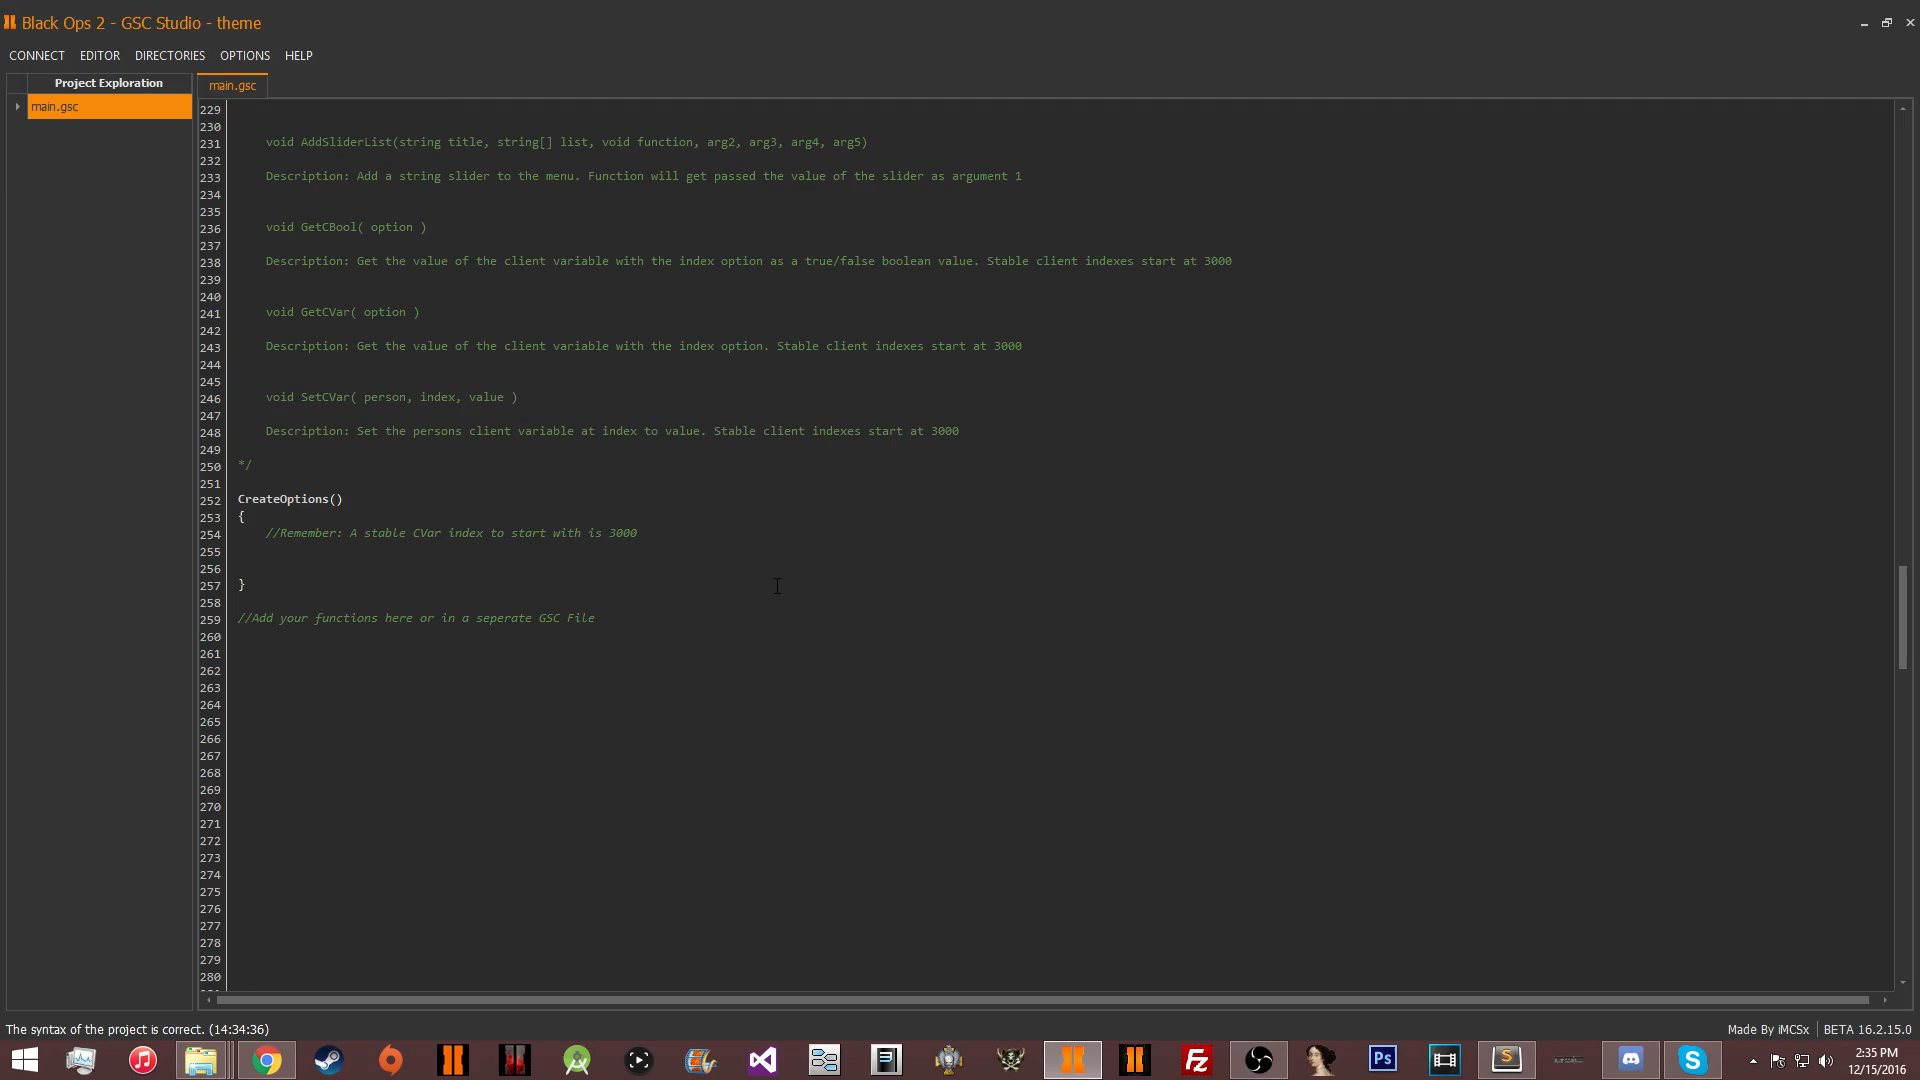 Black Ops 2 - GSC Studio - theme
CONNECT EDITOR DIRECTORIES OPTIONS HELP
Project Exploration
main.gsc
main.gsc
229
230
231 void AddSliderList(string title, string[] list, void function, arg2, arg3, arg4, arg5)
232
233 Description: Add a string slider to the menu. Function will get passed the value of the slider as argument 1
234
235
236 void GetCBool( option )
237
238 Description: Get the value of the client variable with the index option as a true/false boolean value. Stable client indexes start at 3000
239
240
241 void GetCVar( option )
242
243 Description: Get the value of the client variable with the index option. Stable client indexes start at 3000
244
245
246 void SetCVar( person, index, value )
247
248 Description: Set the persons client variable at index to value. Stable client indexes start at 3000
249
250 */
251
252 CreateOptions()
253 {
254 //Remember: A stable CVar index to start with is 3000
255
256
257 }
258
259 //Add your functions here or in a seperate GSC File
260
261
262
263
264
265
266
267
268
269
270
271
272
273
274
275
276
277
278
279
280
The syntax of the project is correct. (14:34:36)
Made By iMCSx
BETA 16.2.15.0
Ps
S
2:35 PM
12/15/2016